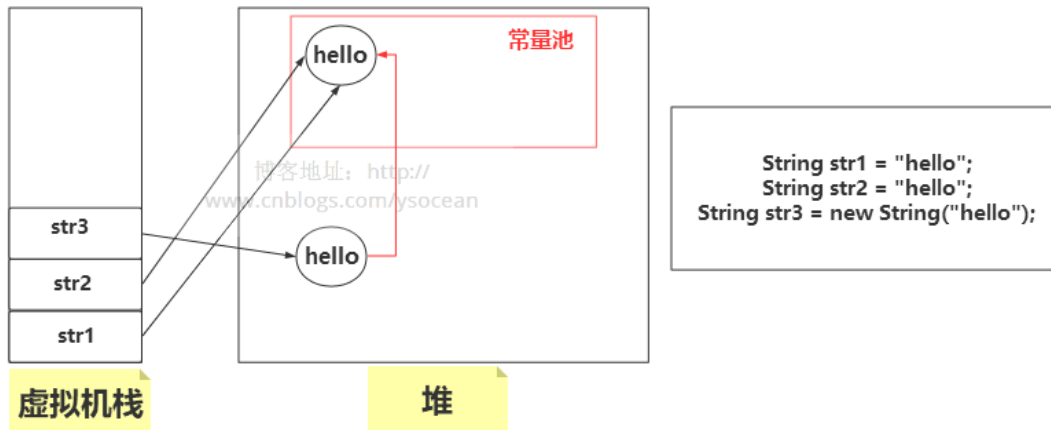 hello
常量池
博客地址：http://
www.cnblogs.com/ysocean
String str1 = "hello";
String str2 = "hello";
String str3 = new String("hello");
str3
hello
str2
str1
虚拟机栈
堆